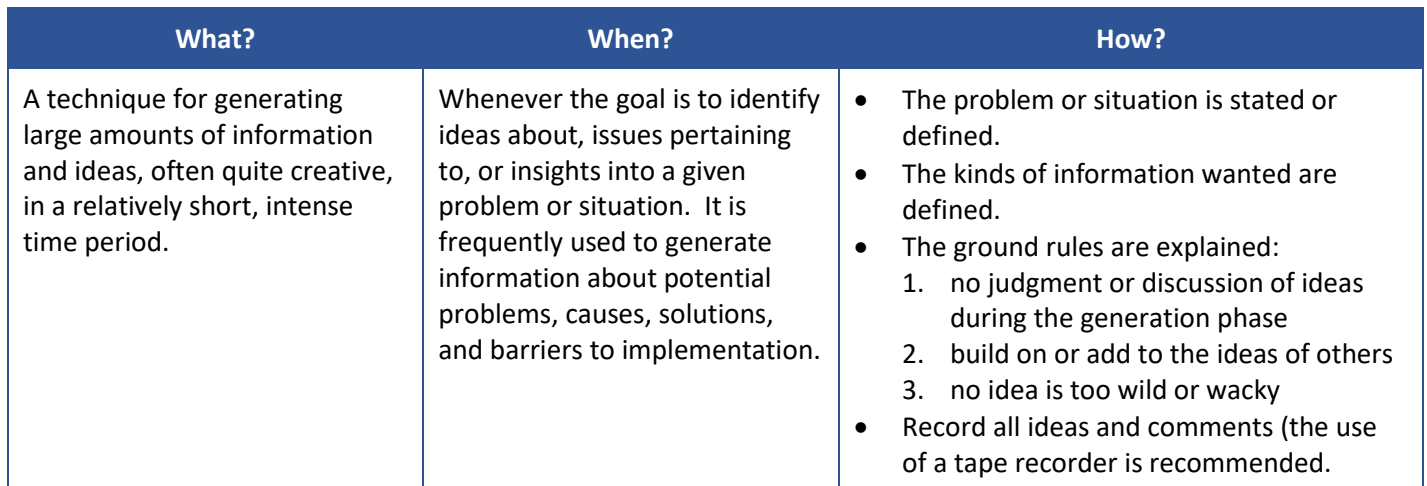 What?
When?
How?
A technique for generating
large amounts of information
and ideas, often quite creative,
in a relatively short, intense
time period.
Whenever the goal is to identify
ideas about, issues pertaining
to, or insights into a given
problem or situation.  It is
frequently used to generate
information about potential
problems, causes, solutions,
and barriers to implementation.
• The problem or situation is stated or
defined.
• The kinds of information wanted are
defined.
• The ground rules are explained:
1. no judgment or discussion of ideas
during the generation phase
2. build on or add to the ideas of others
3. no idea is too wild or wacky
• Record all ideas and comments (the use
of a tape recorder is recommended.